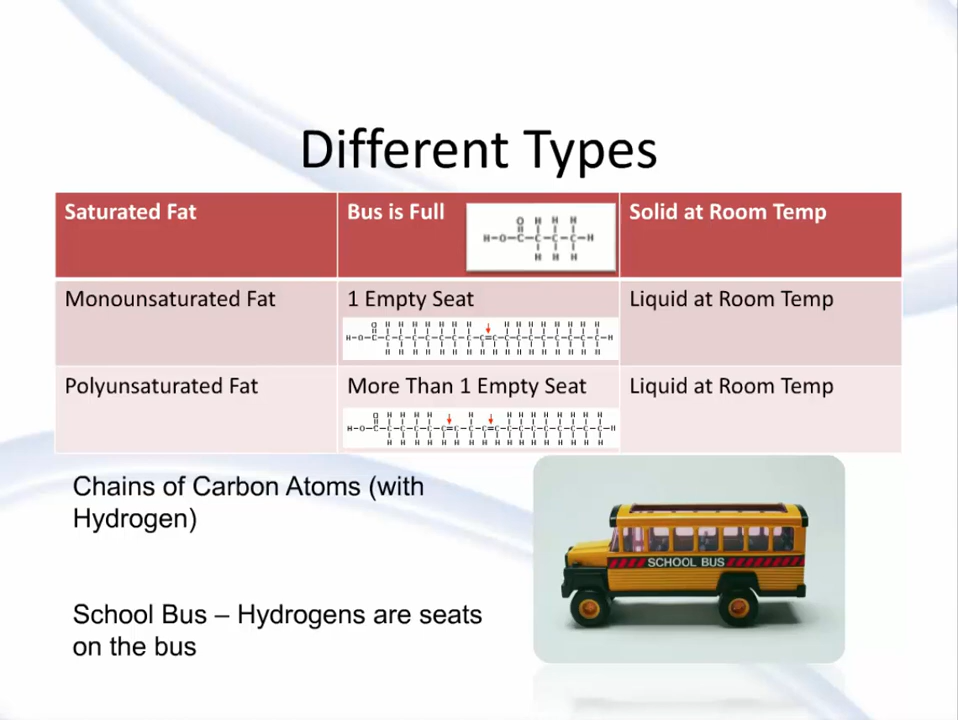 Different Types
Saturated Fat
Bus is Full
Solid at Room Temp
Monounsaturated Fat
1 Empty Seat
Liquid at Room Temp
Polyunsaturated Fat
More Than 1 Empty Seat
Liquid at Room Temp
Chains of Carbon Atoms (with
Hydrogen)
School Bus – Hydrogens are seats
on the bus
SCHOOL BUS